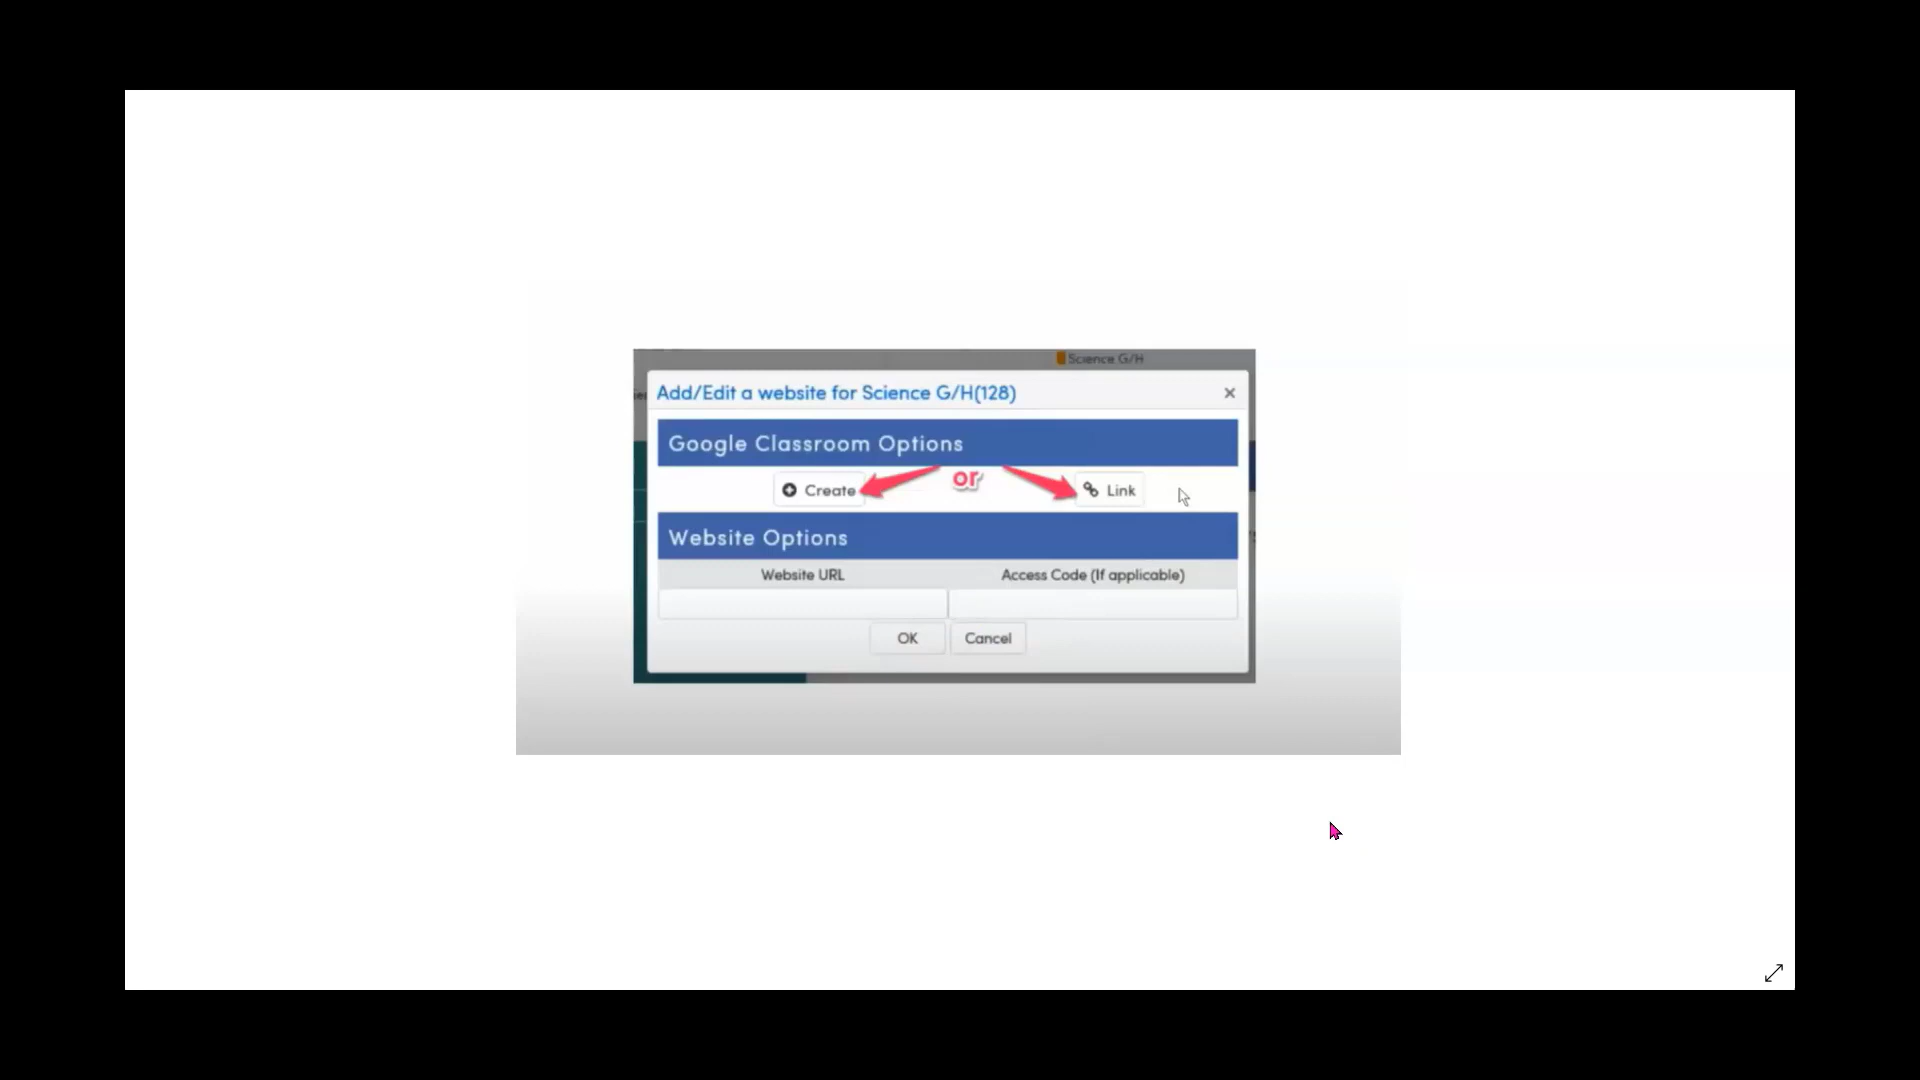 Science G/H
Add/Edit a website for Science G/H(128)
Google Classroom Options
Create or Link
Website Options
Website URL Access Code (If applicable)
OK Cancel